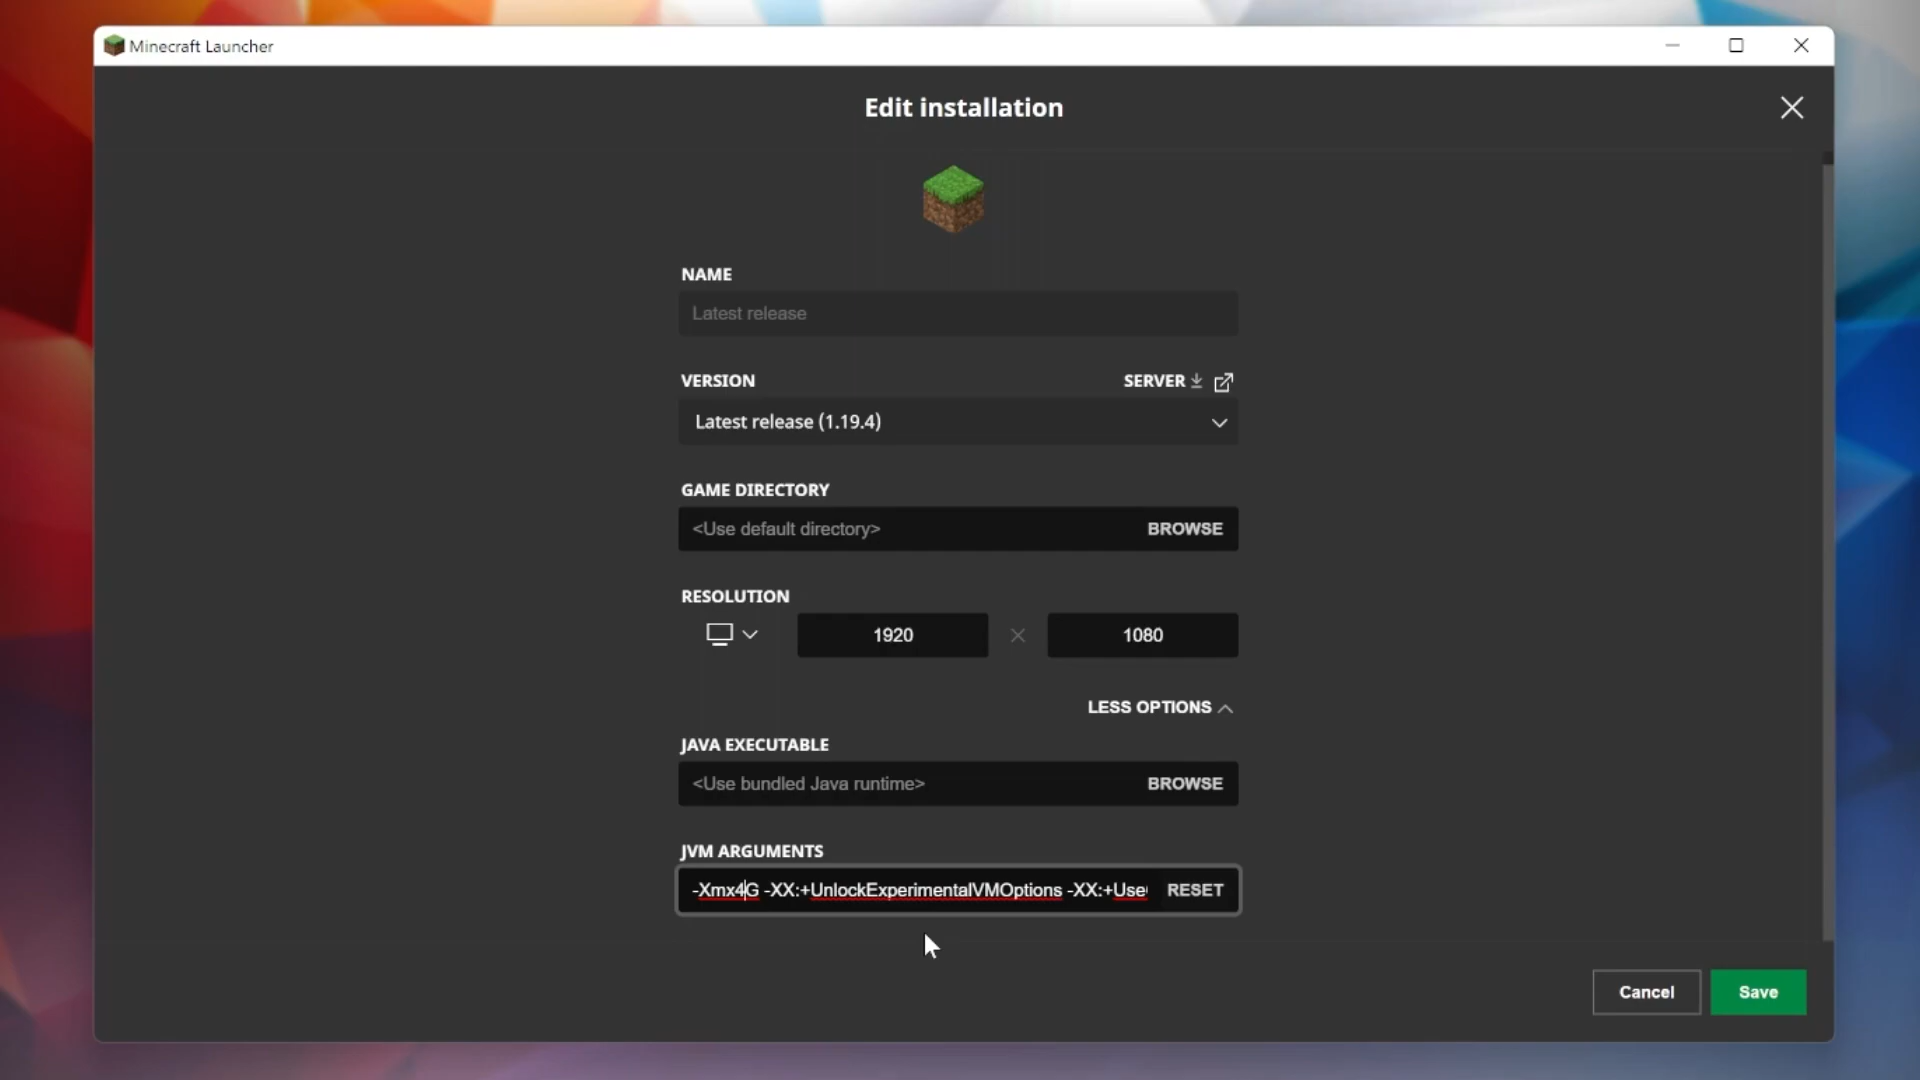 Minecraft Launcher
Edit installation
NAME
Latest release
VERSION
SERVER
Latest release (1.19.4)
GAME DIRECTORY
<Use default directory>
BROWSE
RESOLUTION
1920
1080
LESS OPTIONS
JAVA EXECUTABLE
<Use bundled Java runtime>
BROWSE
JVM ARGUMENTS
-Xmx4G -XX:+UnlockExperimentalVMOptions -XX:+Use
RESET
Cancel
Save